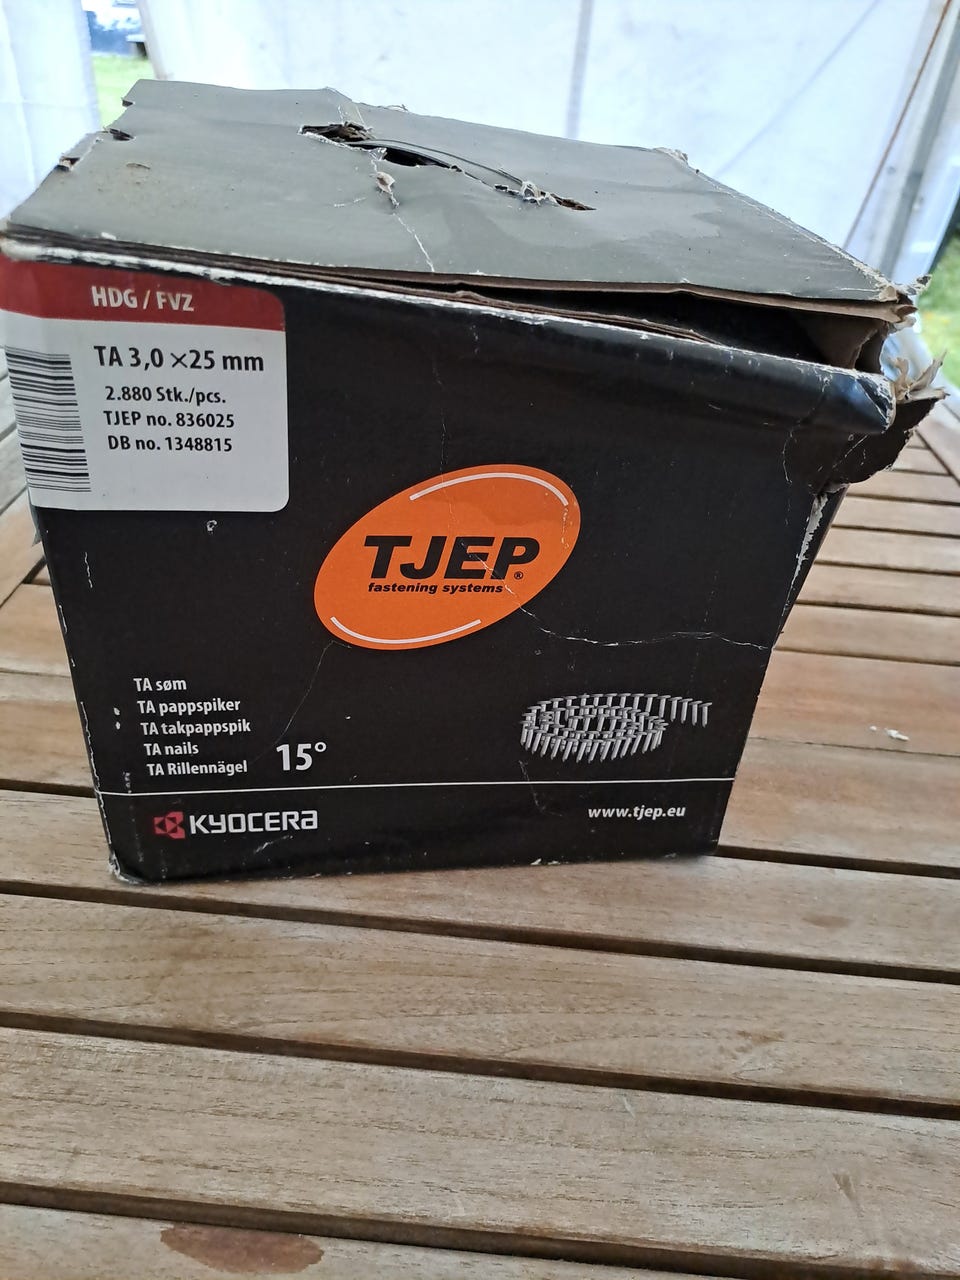 HDG / FVZ
TA 3,0 ×25 mm
2.880 Stk./pcs.
TJEP no. 836025
DB no. 1348815
TJEP®
fastening systems
TA søm
TA pappspiker
TA takpappspik
TA nails
TA Rillennägel
15°
KYOCERA
www.tjep.eu